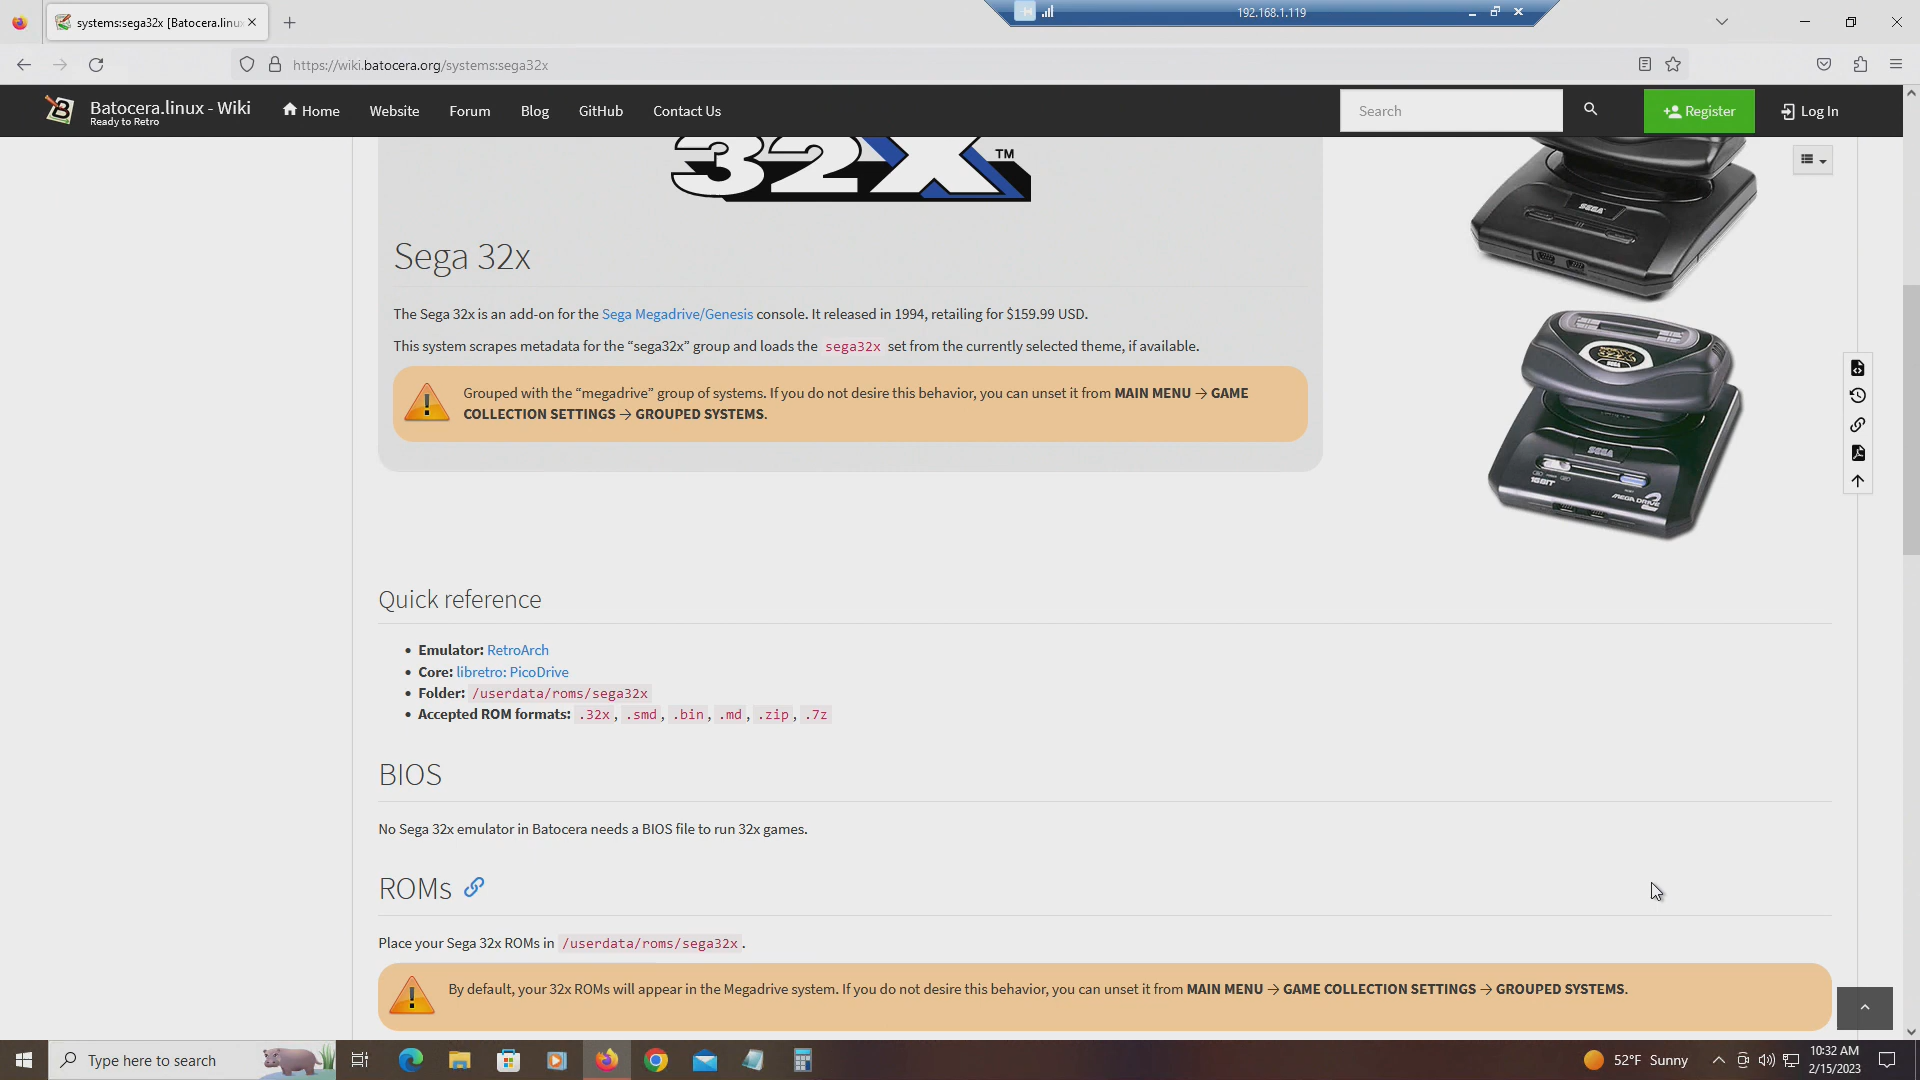 systems:sega32x [Batocera.linu
192.168.1.119
https://wiki.batocera.org/systems:sega32x
Batocera.linux - Wiki
Ready to Retro
Home
Website
Forum
Blog
GitHub
Contact Us
Search
Register
Log In
32X™
SEGA
Sega 32x
The Sega 32x is an add-on for the Sega Megadrive/Genesis console. It released in 1994, retailing for $159.99 USD.
This system scrapes metadata for the “sega32x” group and loads the sega32x set from the currently selected theme, if available.
Grouped with the “megadrive” group of systems. If you do not desire this behavior, you can unset it from MAIN MENU → GAME
COLLECTION SETTINGS → GROUPED SYSTEMS.
32X
SEGA
16BIT
MEGA DRIVE 2
Quick reference
• Emulator: RetroArch
• Core: libretro: PicoDrive
• Folder: /userdata/roms/sega32x
• Accepted ROM formats: .32x, .smd, .bin, .md, .zip, .7z
BIOS
No Sega 32x emulator in Batocera needs a BIOS file to run 32x games.
ROMs
Place your Sega 32x ROMs in /userdata/roms/sega32x.
By default, your 32x ROMs will appear in the Megadrive system. If you do not desire this behavior, you can unset it from MAIN MENU → GAME COLLECTION SETTINGS → GROUPED SYSTEMS.
Type here to search
52°F Sunny
10:32 AM
2/15/2023